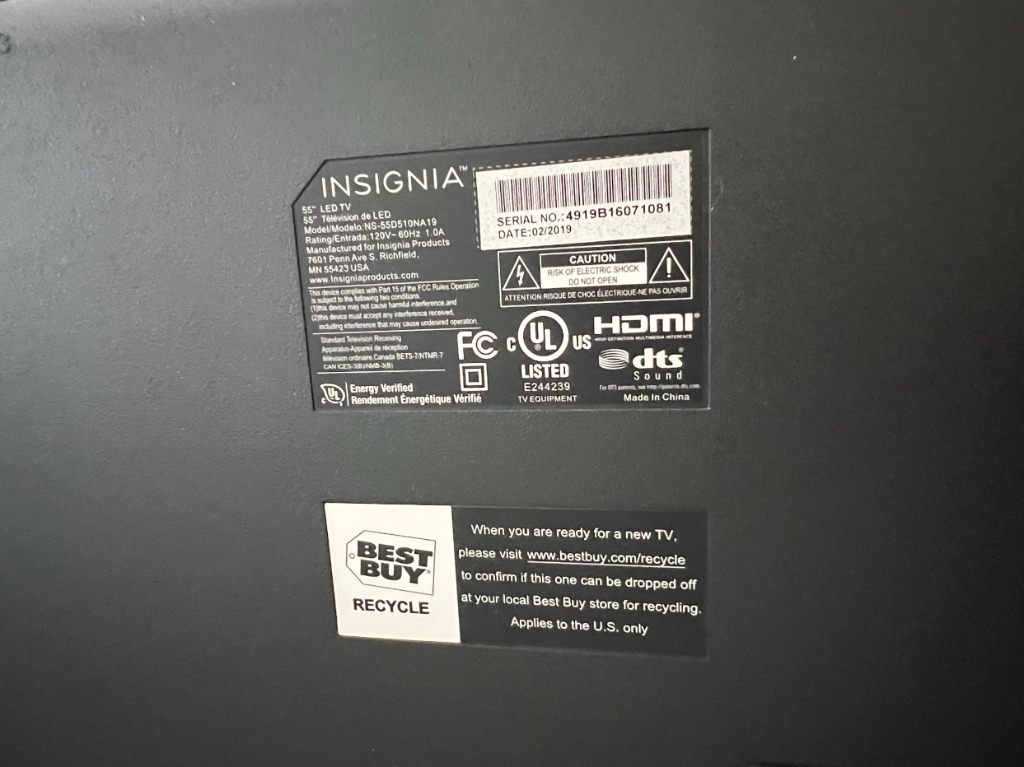 INSIGNIA™
55" LED TV
55" Télévision de LED
Model/Modelo:NS-55D510NA19
Rating/Entrada:120V~ 60Hz 1.0A
Manufactured for Insignia Products
7601 Penn Ave S. Richfield,
MN 55423 USA
www.Insigniaproducts.com
This device complies with Part 15 of the FCC Rules Operation
is subject to the following two conditions.
(1)this device may not cause harmful interference,and
(2)this device must accept any interference received,
including interference that may cause undesired operation.
Standard Television Receiving
Apparatus-Appareil de réception
télévision ordinaire,Canada BETS-7/NTMR-7
CAN ICES-3(B)/NMB-3(B)
c UL
Energy Verified
Rendement Énergétique Vérifié
SERIAL NO.:4919B16071081
DATE:02/2019
CAUTION
RISK OF ELECTRIC SHOCK
DO NOT OPEN
ATTENTION RISQUE DE CHOC ÉLECTRIQUE-NE PAS OUVRIR
FC
c UL US
LISTED
E244239
TV EQUIPMENT
HDMI
HIGH DEFINITION MULTIMEDIA INTERFACE
dts
Sound
For DTS patents, see http://patents.dts.com.
Made In China
BEST
BUY
RECYCLE
When you are ready for a new TV,
please visit www.bestbuy.com/recycle
to confirm if this one can be dropped off
at your local Best Buy store for recycling.
Applies to the U.S. only